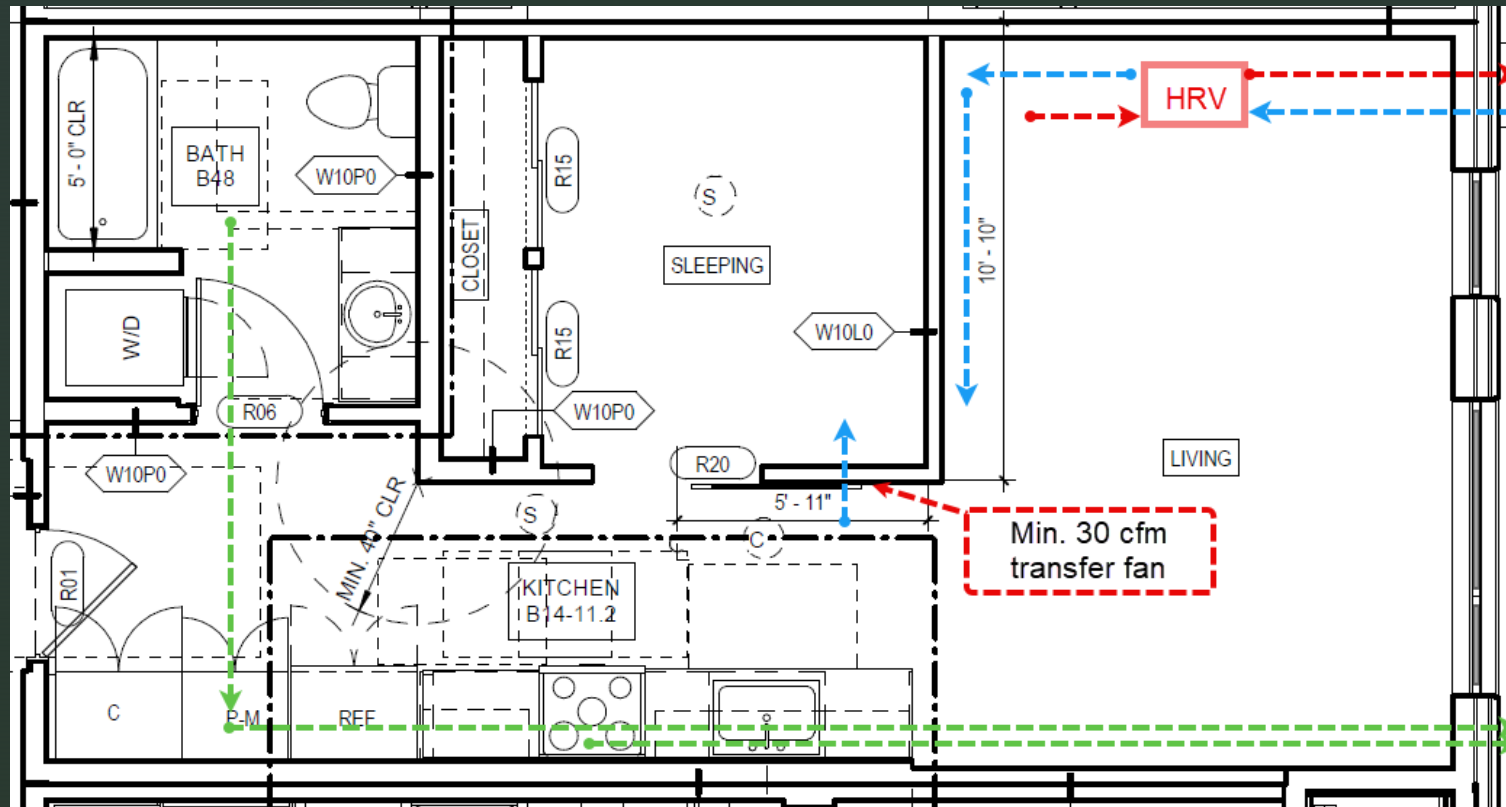 5' - 0" CLR
BATH
B48
W10P0
R15
CLOSET
S
SLEEPING
HRV
10' - 10"
W/D
R15
W10L0
R06
W10P0
W10P0
R20
LIVING
5' - 11"
MIN. 40" CLR
S
C
Min. 30 cfm
transfer fan
R01
KITCHEN
B14-11.2
C
P-M
REF